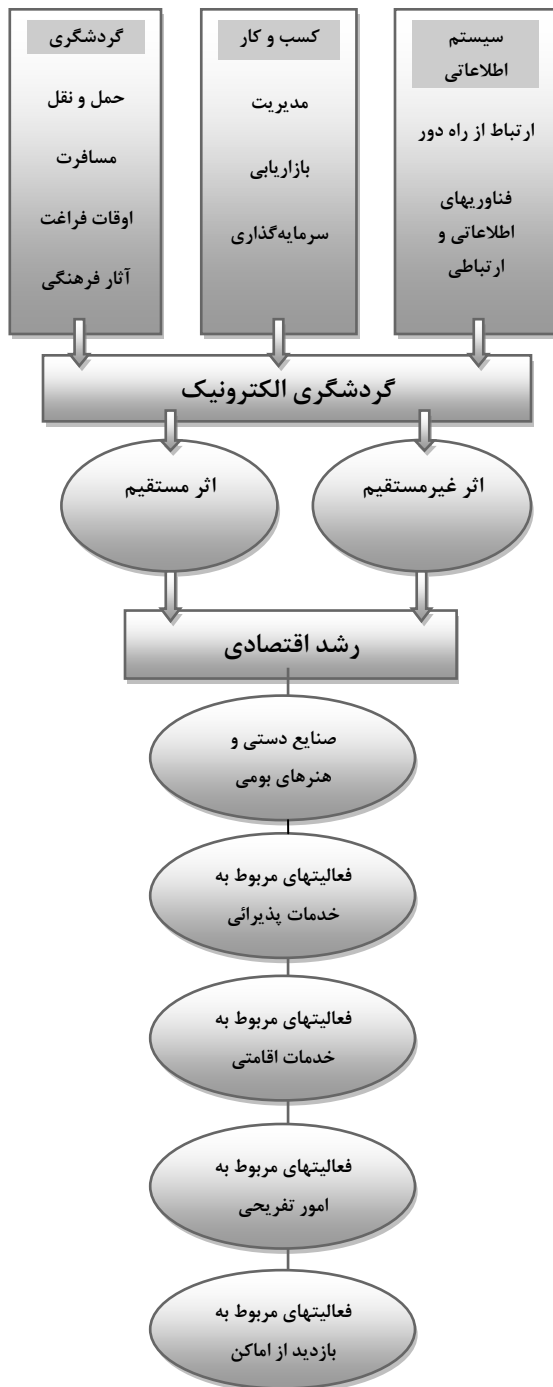 سیستم
اطلاعاتی
ارتباط از راه دور
فناوریهای
اطلاعاتی و
ارتباطی
کسب و کار
مدیریت
بازاریابی
سرمایه‌گذاری
گردشگری
حمل و نقل
مسافرت
اوقات فراغت
آثار فرهنگی
گردشگری الکترونیک
اثر غیرمستقیم
اثر مستقیم
رشد اقتصادی
صنایع دستی و
هنرهای بومی
فعالیتهای مربوط به
خدمات پذیرائی
فعالیتهای مربوط به
خدمات اقامتی
فعالیتهای مربوط به
امور تفریحی
فعالیتهای مربوط به
بازدید از اماکن